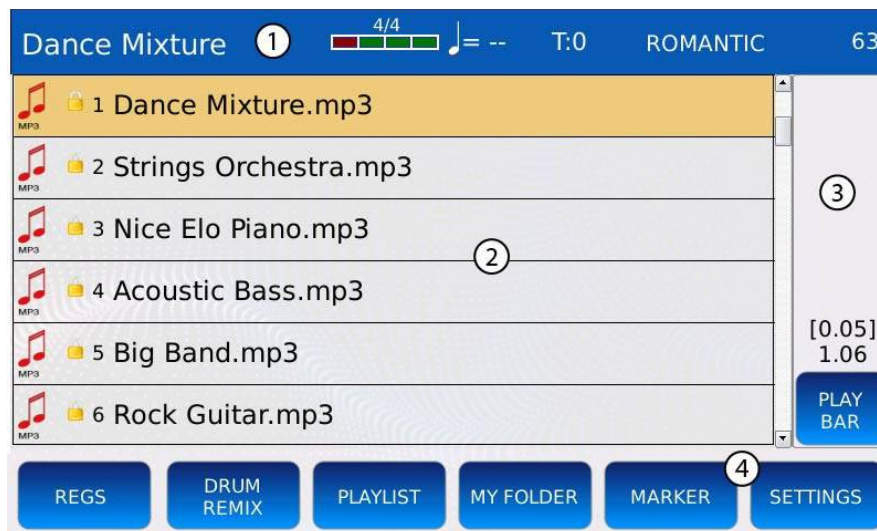 Dance Mixture 1 4/4 ♩= -- T:0 ROMANTIC 63
MP3 1 Dance Mixture.mp3
MP3 2 Strings Orchestra.mp3
3
MP3 3 Nice Elo Piano.mp3
2
MP3 4 Acoustic Bass.mp3
MP3 5 Big Band.mp3
[0.05]
1.06
MP3 6 Rock Guitar.mp3
PLAY
BAR
4
REGS
DRUM
REMIX
PLAYLIST
MY FOLDER
MARKER
SETTINGS